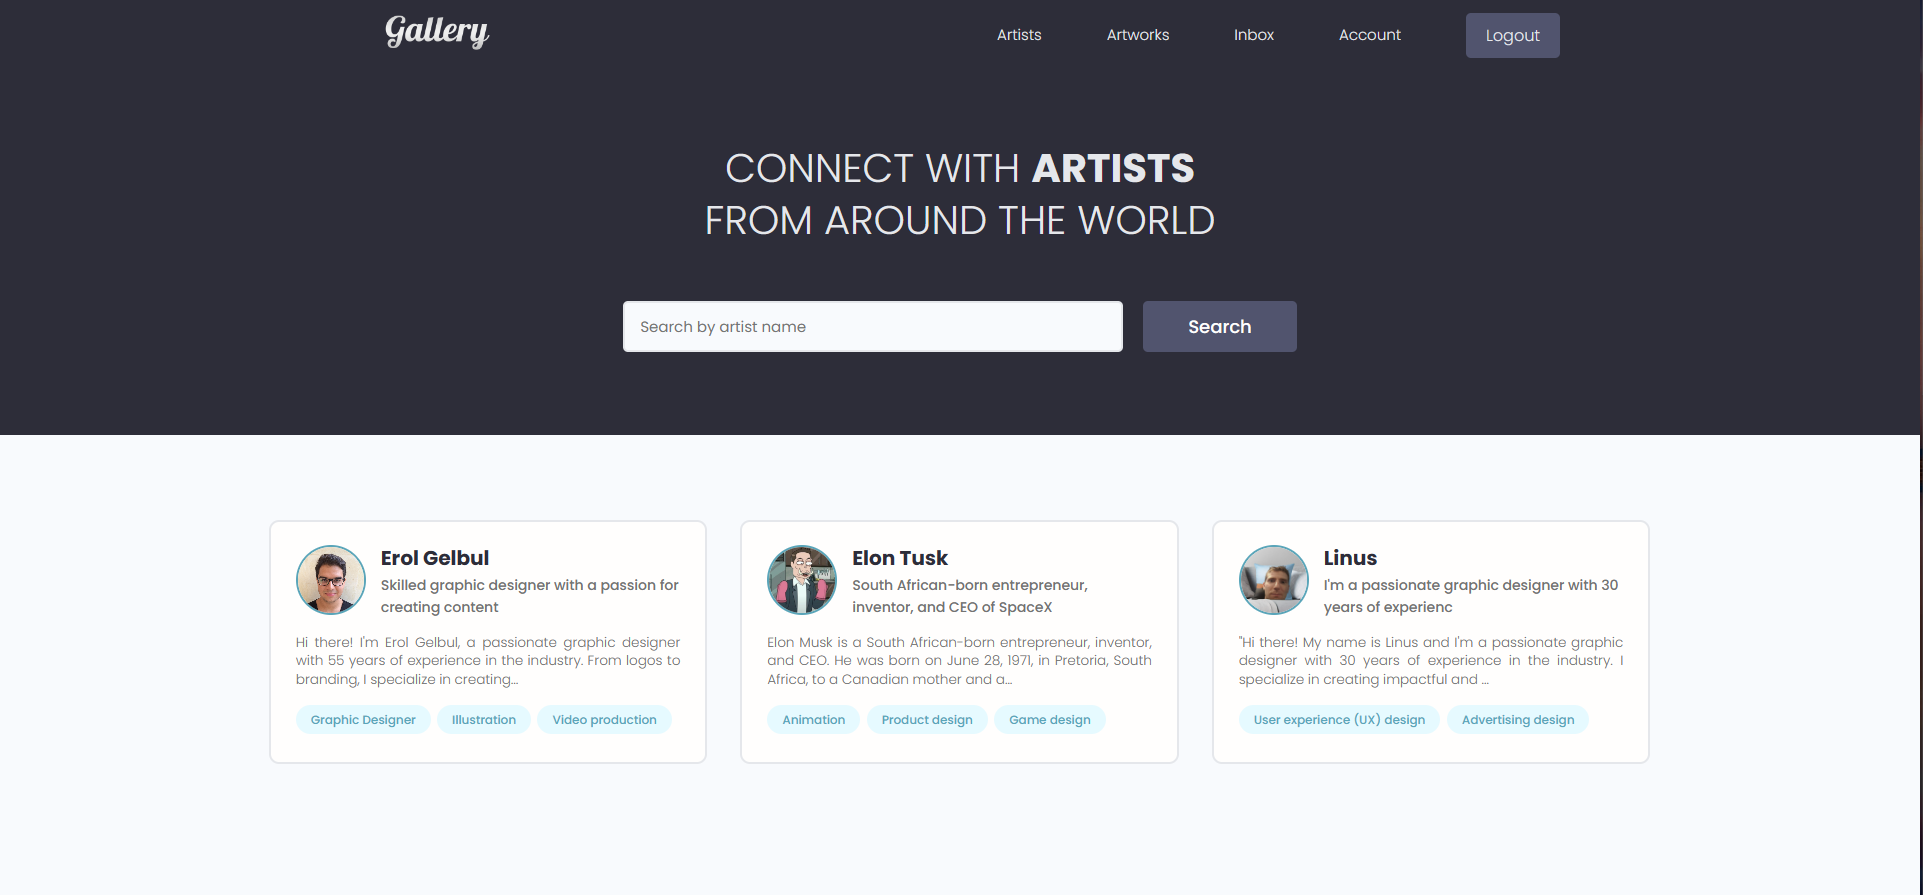 Gallery
Artists
Artworks
Inbox
Account
Logout
CONNECT WITH ARTISTS
FROM AROUND THE WORLD
Search by artist name
Search
Erol Gelbul
Skilled graphic designer with a passion for
creating content
Hi there! I'm Erol Gelbul, a passionate graphic designer
with 55 years of experience in the industry. From logos to
branding, I specialize in creating...
Graphic Designer
Illustration
Video production
Elon Tusk
South African-born entrepreneur,
inventor, and CEO of SpaceX
Elon Musk is a South African-born entrepreneur, inventor,
and CEO. He was born on June 28, 1971, in Pretoria, South
Africa, to a Canadian mother and a...
Animation
Product design
Game design
Linus
I'm a passionate graphic designer with 30
years of experienc
"Hi there! My name is Linus and I'm a passionate graphic
designer with 30 years of experience in the industry. I
specialize in creating impactful and ...
User experience (UX) design
Advertising design